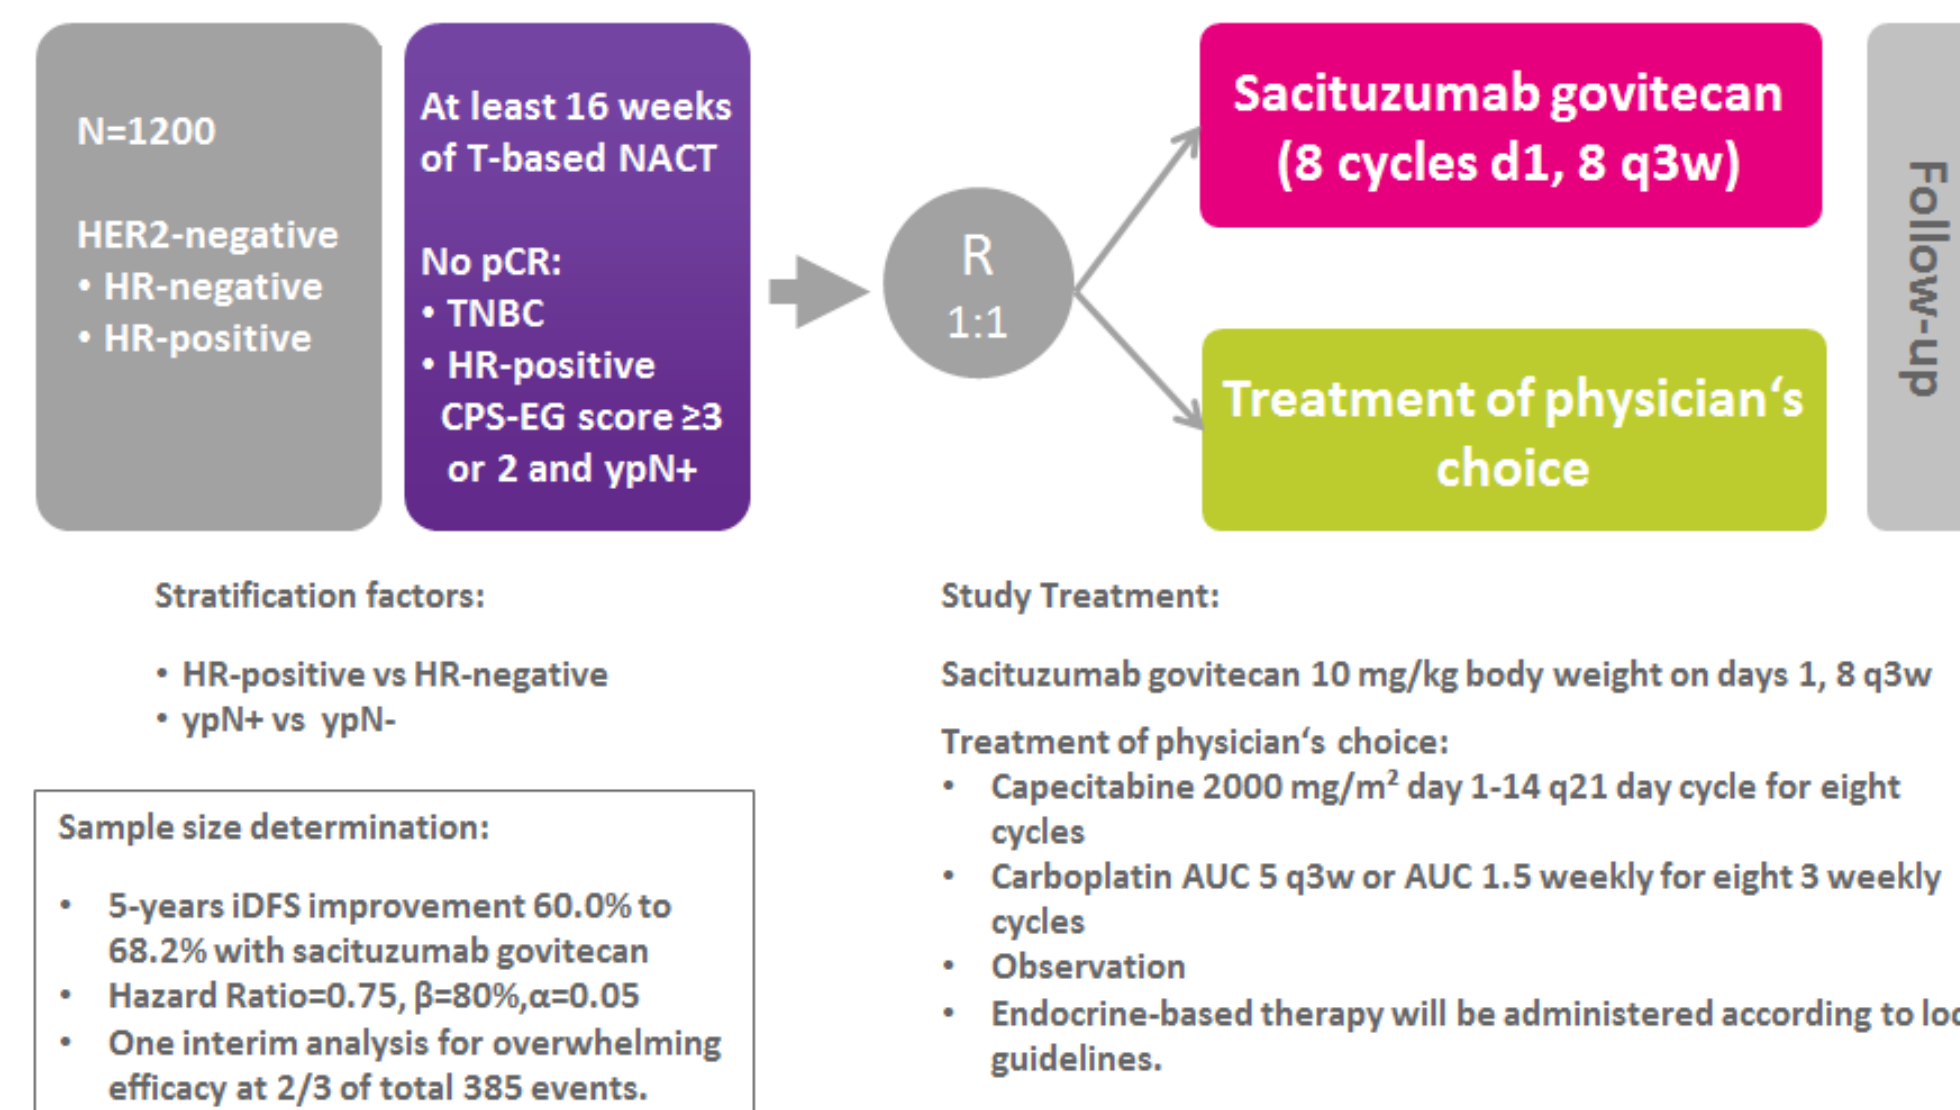 N=1200
HER2-negative
• HR-negative
• HR-positive
At least 16 weeks
of T-based NACT
No pCR:
• TNBC
• HR-positive
CPS-EG score ≥3
or 2 and ypN+
R
1:1
Sacituzumab govitecan
(8 cycles d1, 8 q3w)
Treatment of physician‘s
choice
Follow-up
Stratification factors:
• HR-positive vs HR-negative
• ypN+ vs ypN-
Sample size determination:
• 5-years iDFS improvement 60.0% to
68.2% with sacituzumab govitecan
• Hazard Ratio=0.75, β=80%,α=0.05
• One interim analysis for overwhelming
efficacy at 2/3 of total 385 events.
Study Treatment:
Sacituzumab govitecan 10 mg/kg body weight on days 1, 8 q3w
Treatment of physician‘s choice:
• Capecitabine 2000 mg/m² day 1-14 q21 day cycle for eight
cycles
• Carboplatin AUC 5 q3w or AUC 1.5 weekly for eight 3 weekly
cycles
• Observation
• Endocrine-based therapy will be administered according to
guidelines.